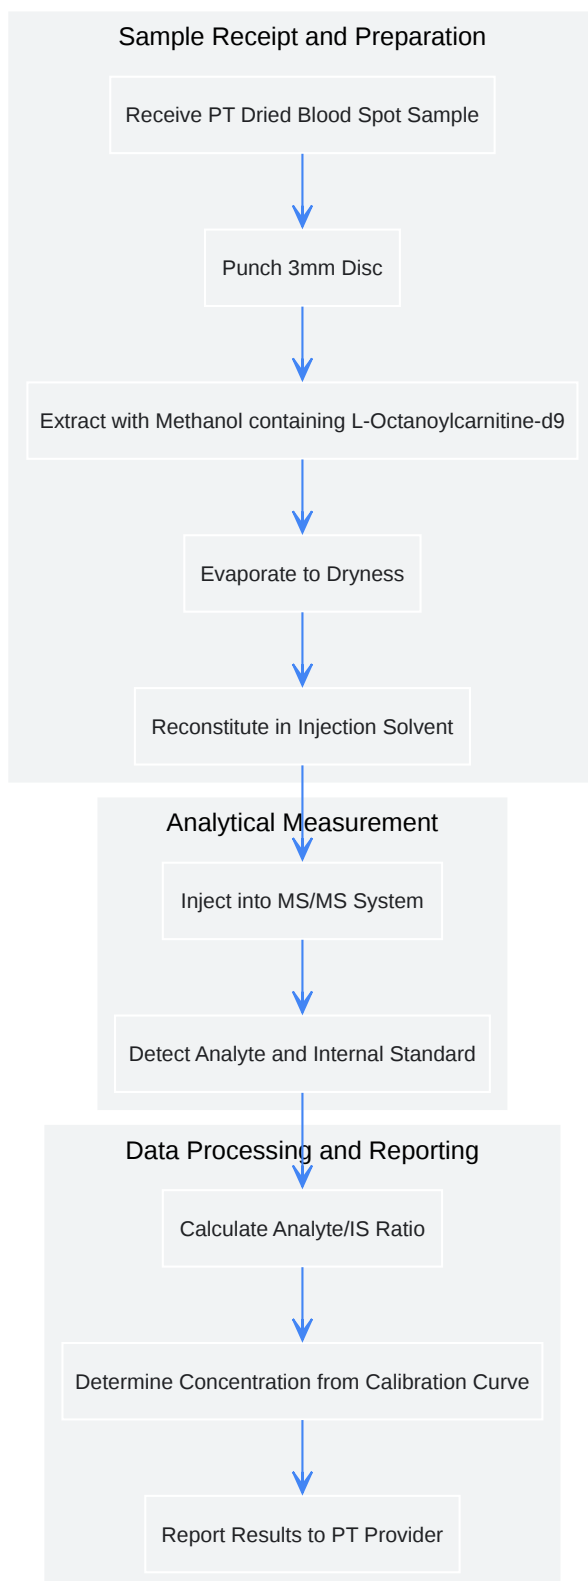 Sample Receipt and Preparation
Receive PT Dried Blood Spot Sample
Punch 3mm Disc
Extract with Methanol containing L-Octanoylcarnitine-d9
Evaporate to Dryness
Reconstitute in Injection Solvent
Analytical Measurement
Inject into MS/MS System
Detect Analyte and Internal Standard
Data Processing and Reporting
Calculate Analyte/IS Ratio
Determine Concentration from Calibration Curve
Report Results to PT Provider